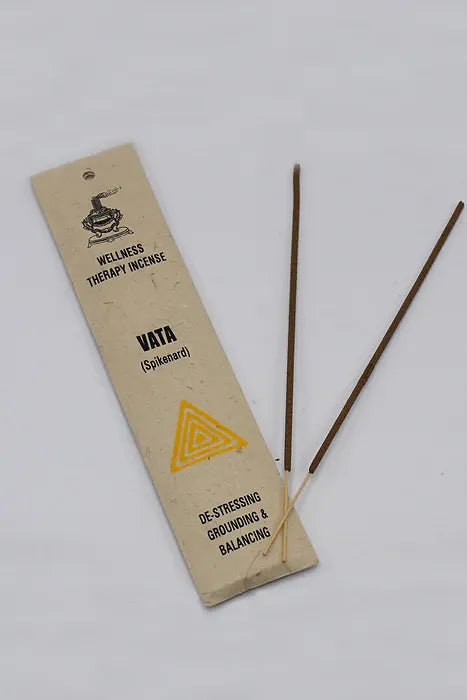 WELLNESS
THERAPY INCENSE
VATA
(Spikenard)
DE-STRESSING
GROUNDING &
BALANCING